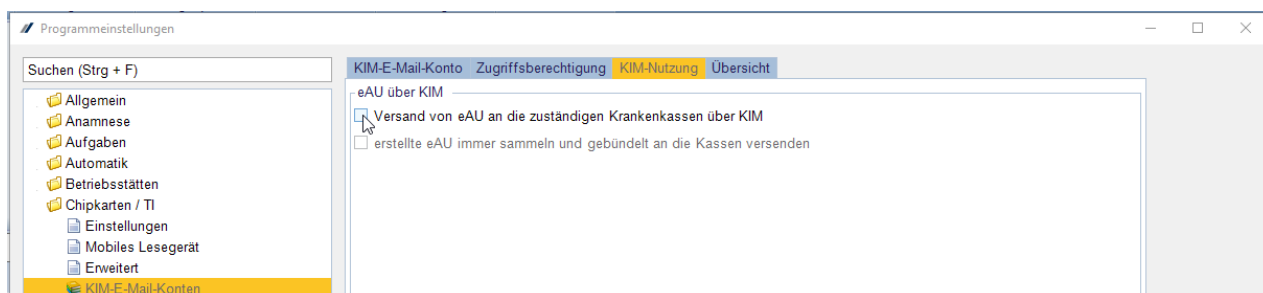 Programmeinstellungen
Suchen (Strg + F)
Allgemein
Anamnese
Aufgaben
Automatik
Betriebsstätten
Chipkarten / TI
Einstellungen
Mobiles Lesegerät
Erweitert
KIM-E-Mail-Konten
KIM-E-Mail-Konto Zugriffsberechtigung KIM-Nutzung Übersicht
eAU über KIM
Versand von eAU an die zuständigen Krankenkassen über KIM
erstellte eAU immer sammeln und gebündelt an die Kassen versenden